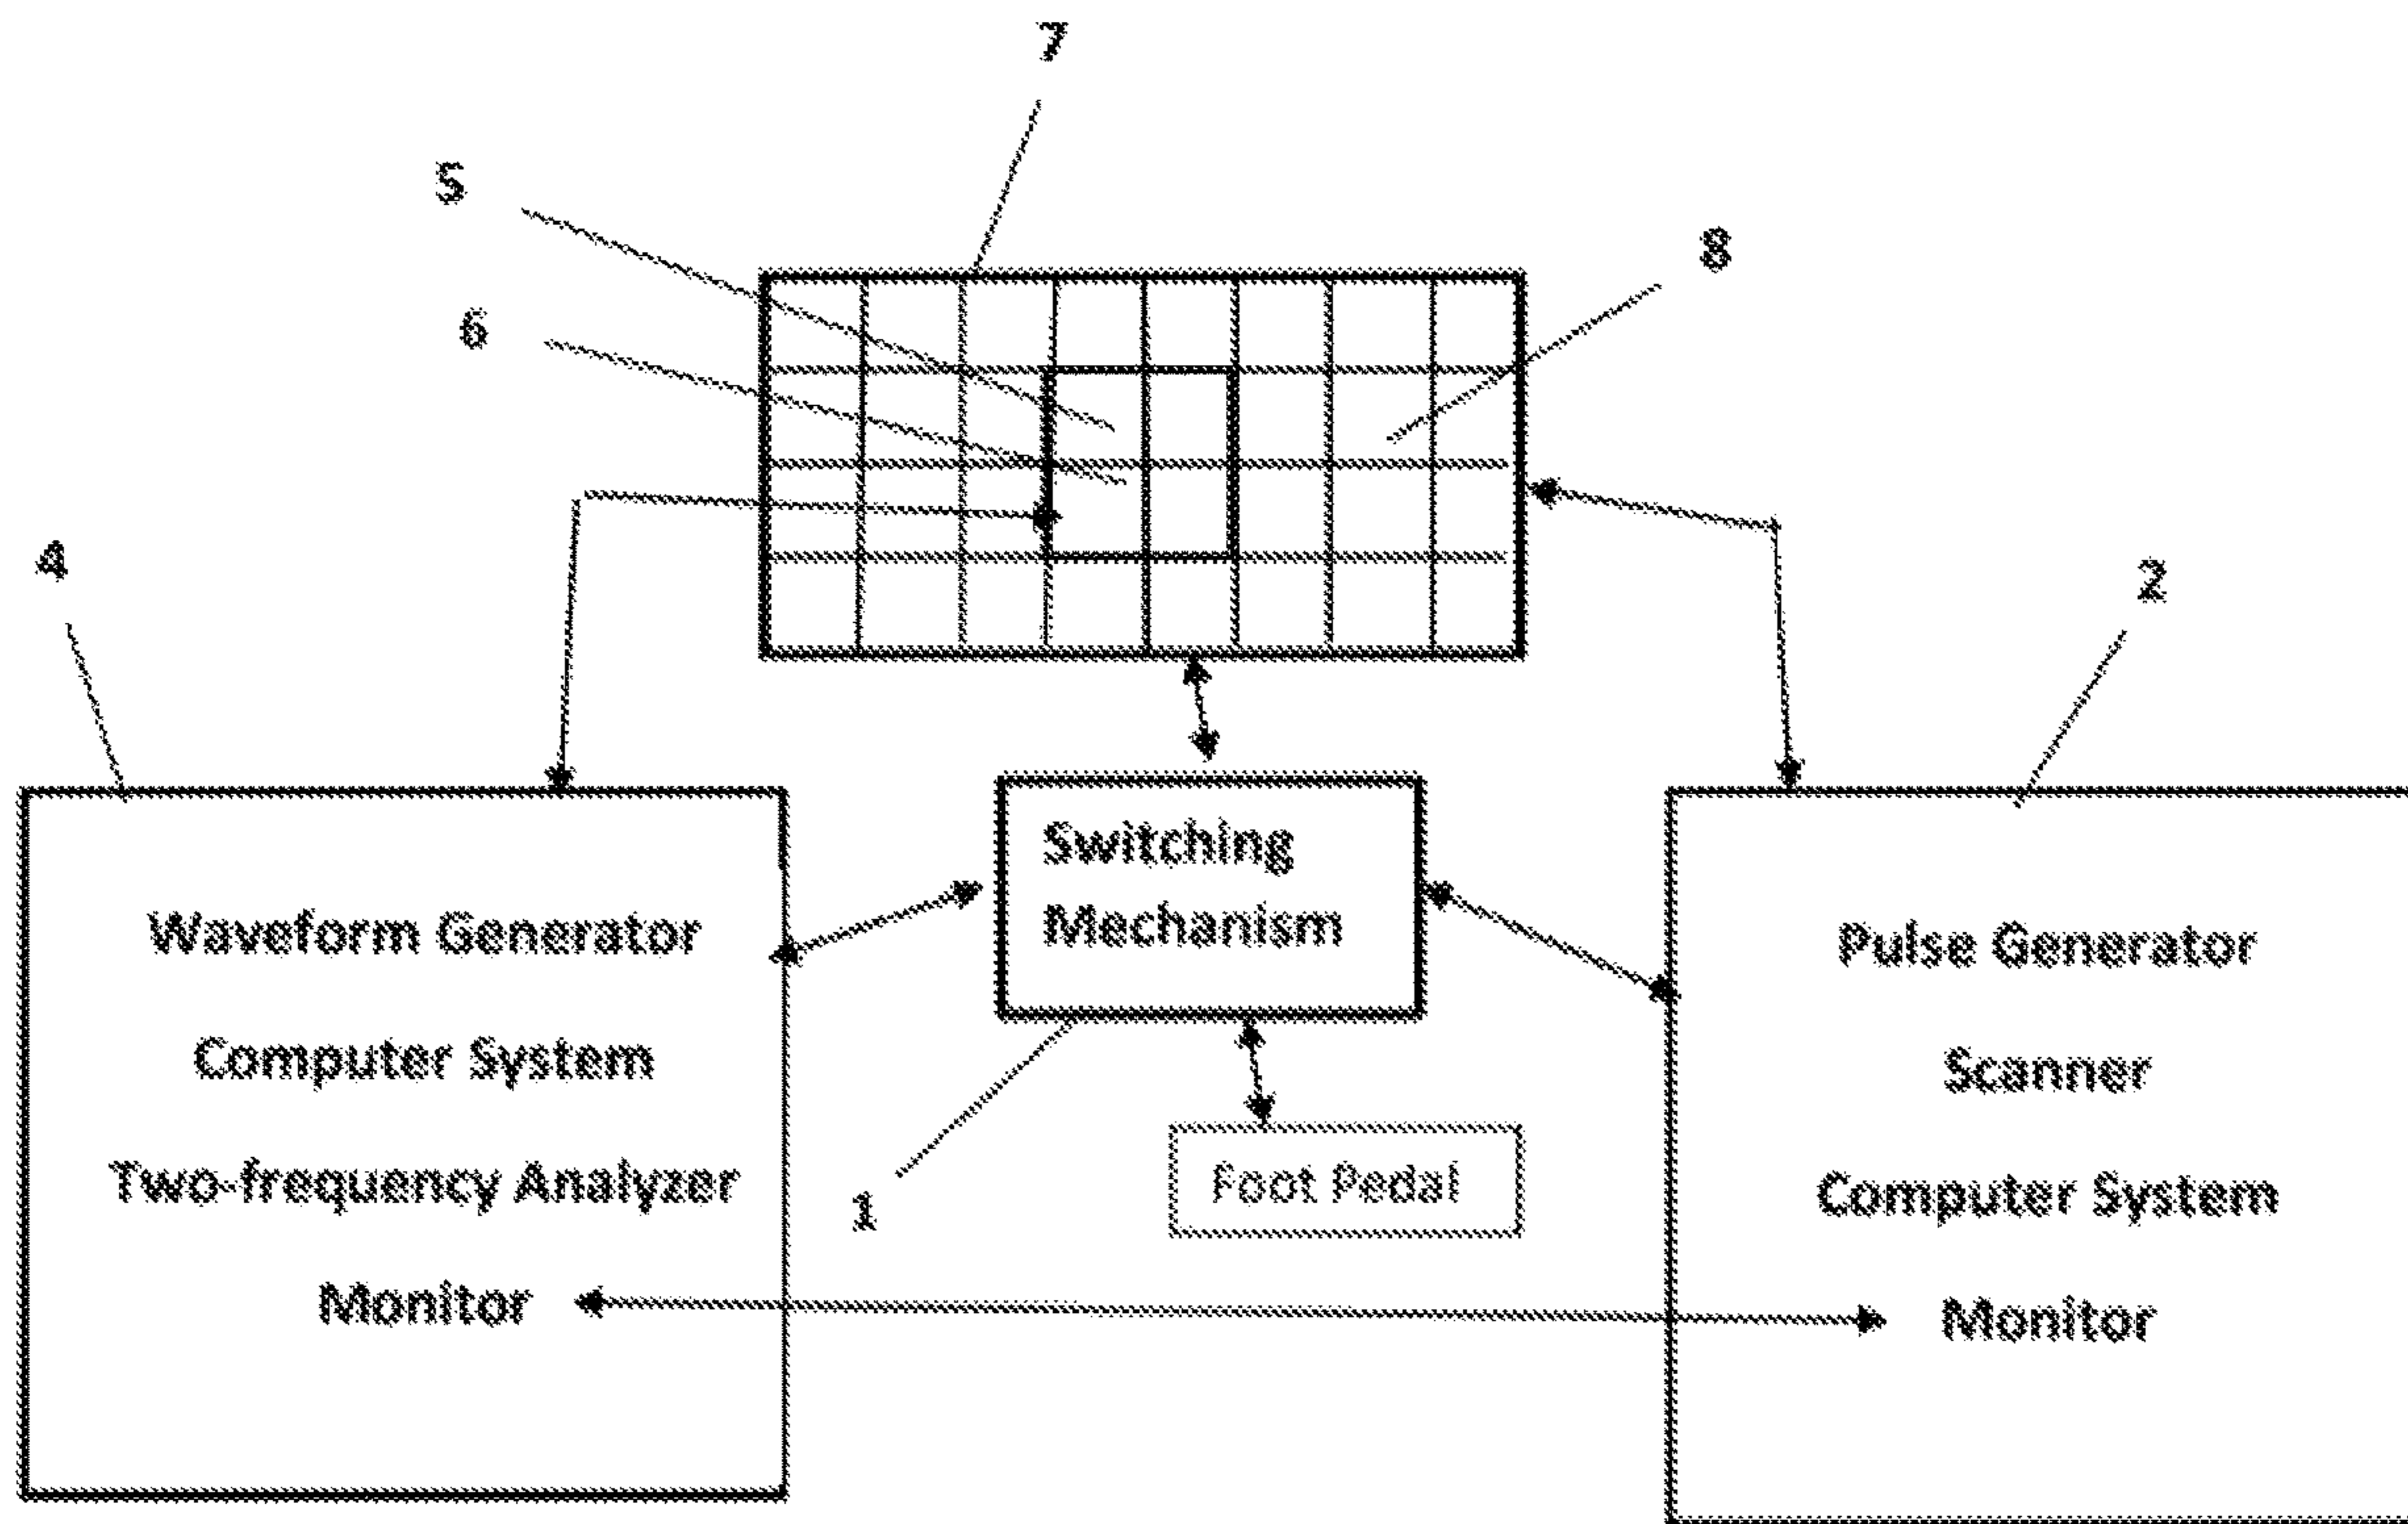 7
5
8
6
4
2
Switching
Mechanism
Waveform Generator
Computer System
Two-frequency Analyzer
Monitor
Pulse Generator
Scanner
Computer System
Monitor
Foot Pedal
1